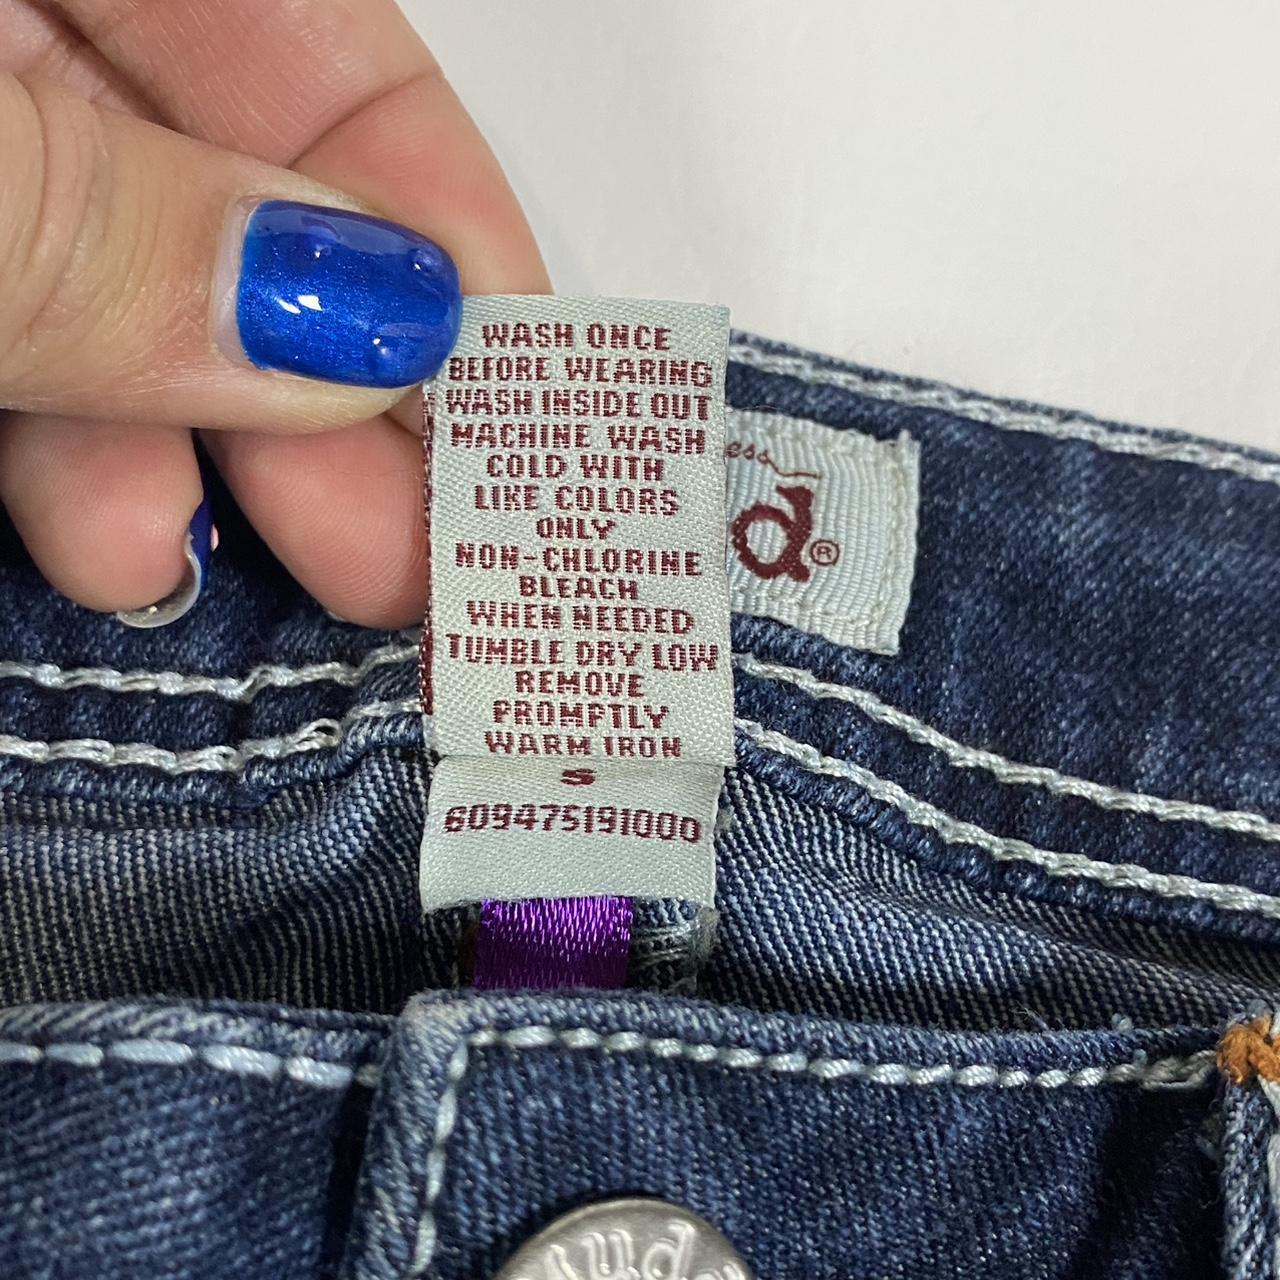 WASH ONCE
BEFORE WEARING
WASH INSIDE OUT
MACHINE WASH
COLD WITH
LIKE COLORS
ONLY
NON-CHLORINE
BLEACH
WHEN NEEDED
TUMBLE DRY LOW
REMOVE
PROMPTLY
WARM IRON
S
609475191000
ess
d®